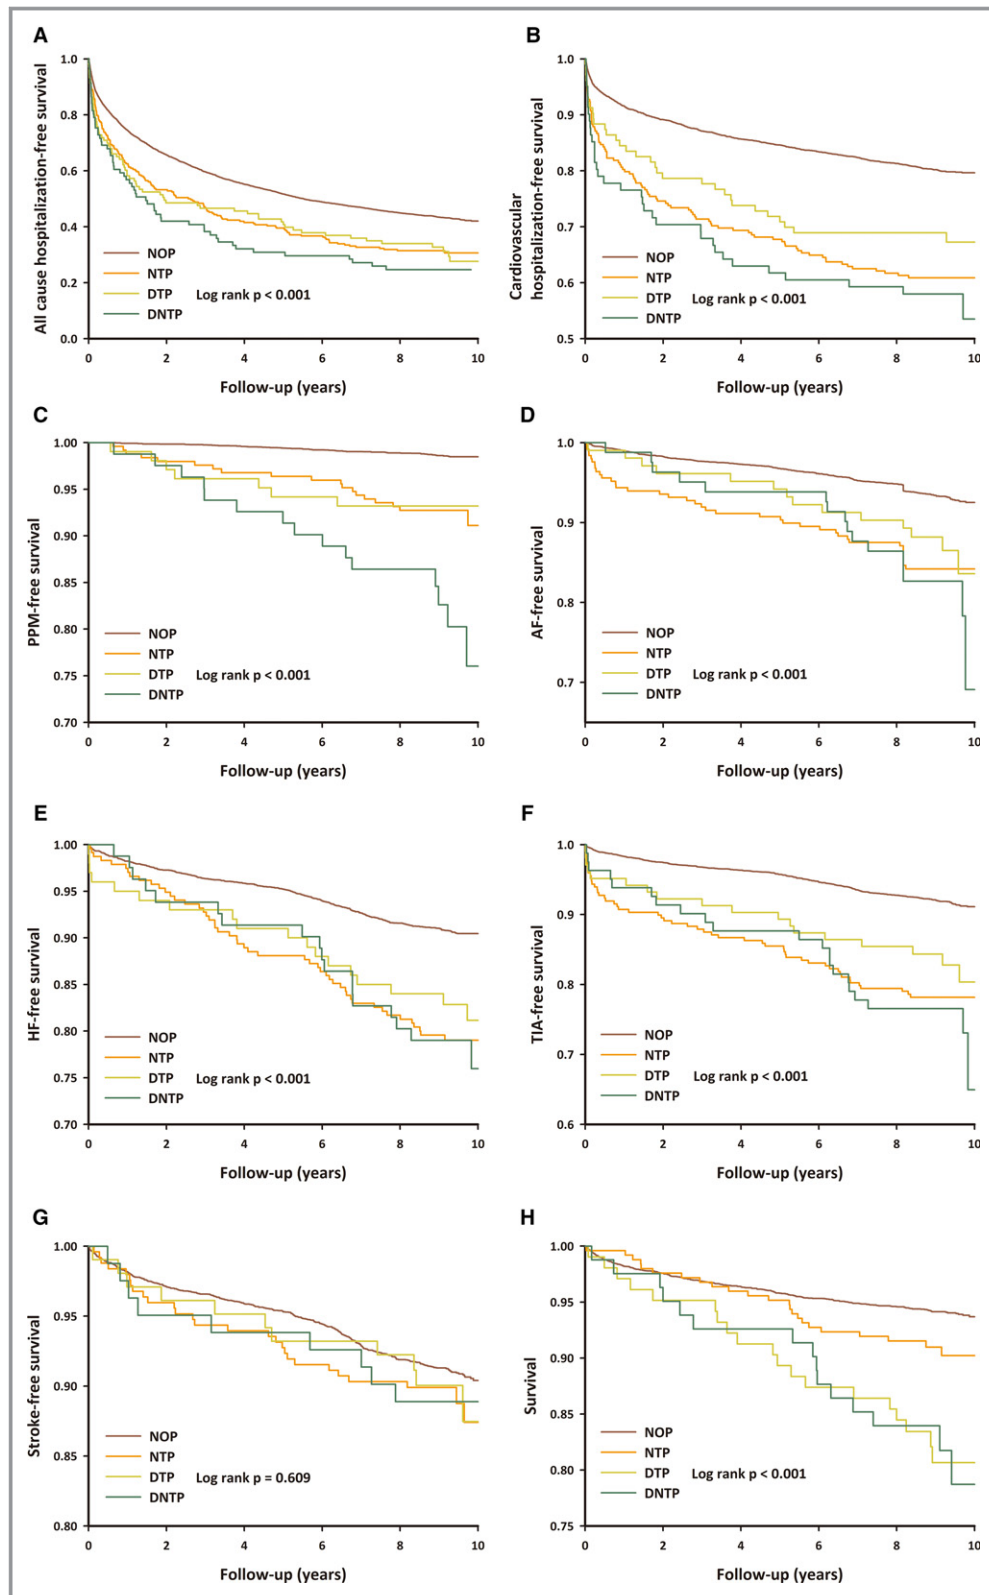 A
All cause hospitalization-free survival
1.0
0.8
0.6
0.4
0.2
0.0
NOP
NTP
DTP Log rank p < 0.001
DNTP
0 2 4 6 8 10
Follow-up (years)
B
Cardiovascular
hospitalization-free survival
1.0
0.9
0.8
0.7
0.6
0.5
NOP
NTP
DTP Log rank p < 0.001
DNTP
0 2 4 6 8 10
Follow-up (years)
C
PPM-free survival
1.00
0.95
0.90
0.85
0.80
0.75
0.70
NOP
NTP
DTP Log rank p < 0.001
DNTP
0 2 4 6 8 10
Follow-up (years)
D
AF-free survival
1.0
0.9
0.8
0.7
NOP
NTP
DTP Log rank p < 0.001
DNTP
0 2 4 6 8 10
Follow-up (years)
E
HF-free survival
1.00
0.95
0.90
0.85
0.80
0.75
0.70
NOP
NTP
DTP Log rank p < 0.001
DNTP
0 2 4 6 8 10
Follow-up (years)
F
TIA-free survival
1.0
0.9
0.8
0.7
0.6
NOP
NTP
DTP Log rank p < 0.001
DNTP
0 2 4 6 8 10
Follow-up (years)
G
Stroke-free survival
1.00
0.95
0.90
0.85
0.80
NOP
NTP
DTP Log rank p = 0.609
DNTP
0 2 4 6 8 10
Follow-up (years)
H
Survival
1.00
0.95
0.90
0.85
0.80
0.75
NOP
NTP
DTP Log rank p < 0.001
DNTP
0 2 4 6 8 10
Follow-up (years)